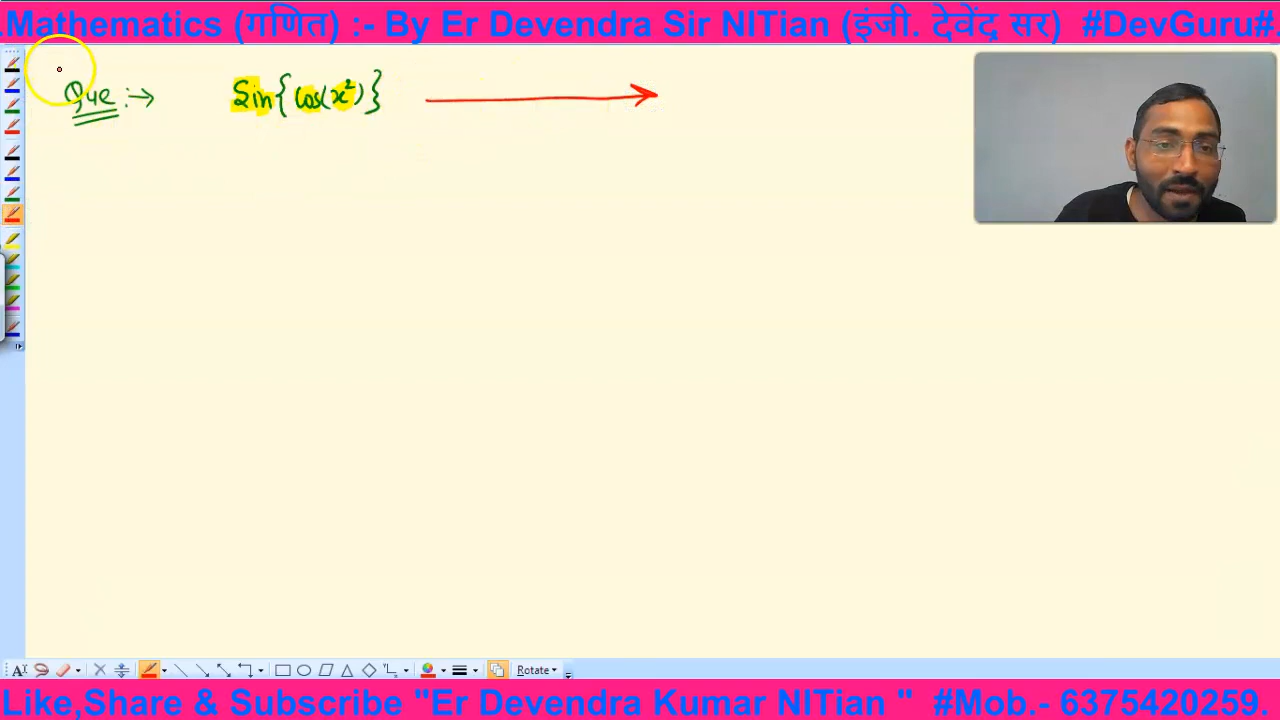 .Mathematics (गणित) :- By Er Devendra Sir NITian (इंजी. देवेंद्र सर) #DevGuru#.
Que :→ Sin{cos(x²)}
Rotate
Like,Share & Subscribe "Er Devendra Kumar NITian " #Mob.- 6375420259.